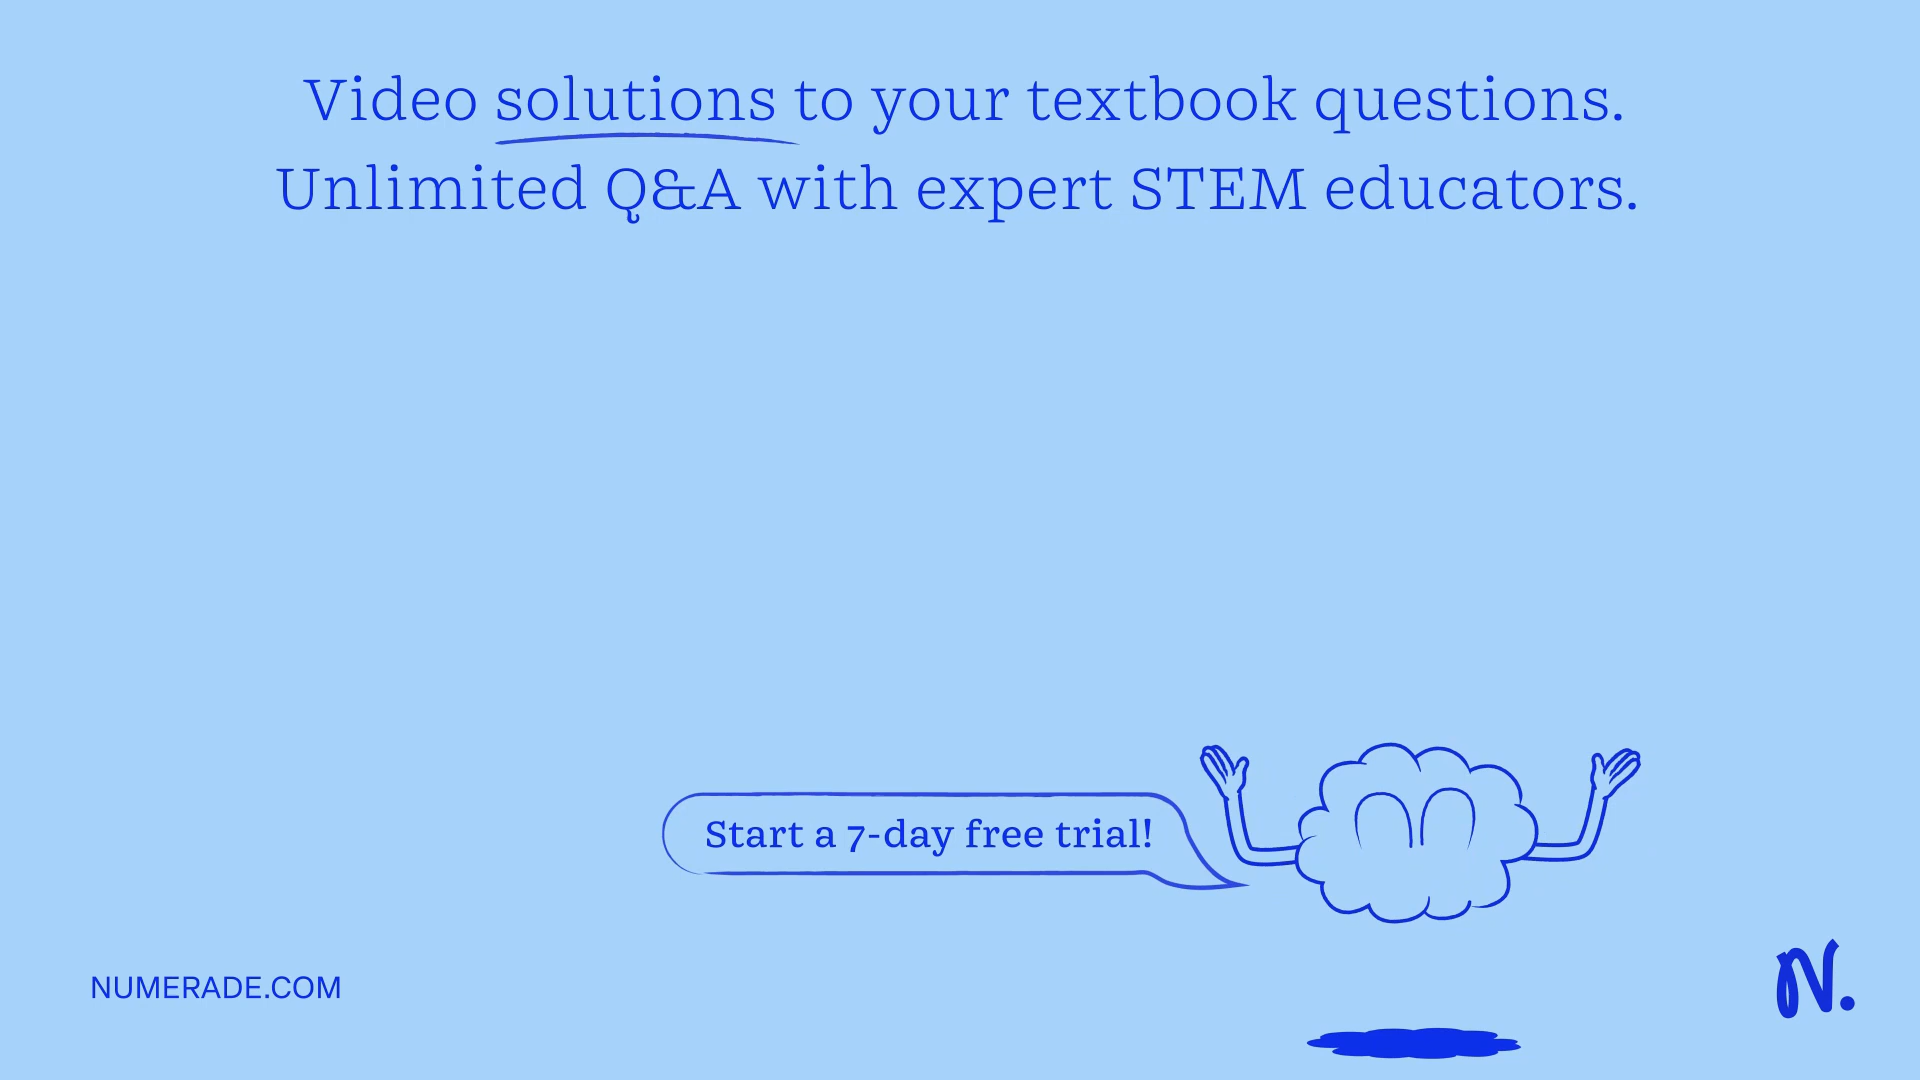 Video solutions to your textbook questions.
Unlimited Q&A with expert STEM educators.
Start a 7-day free trial!
NUMERADE.COM
N.